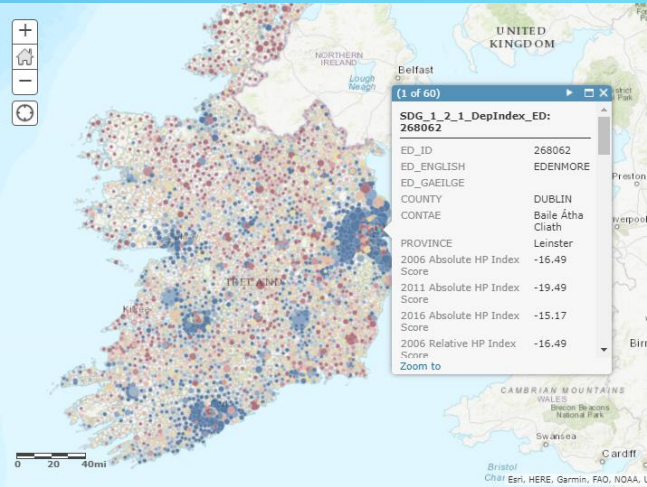 +
−
NORTHERN
IRELAND
Lough
Neagh
Belfast
UNITED
KINGDOM
(1 of 60)
SDG_1_2_1_DepIndex_ED:
268062
ED_ID 268062
ED_ENGLISH EDENMORE
ED_GAEILGE
COUNTY DUBLIN
CONTAE Baile Átha
Cliath
PROVINCE Leinster
2006 Absolute HP Index -16.49
Score
2011 Absolute HP Index -19.49
Score
2016 Absolute HP Index -15.17
Score
2006 Relative HP Index -16.49
Score
Zoom to
Park
Preston
IRELAND
CAMBRIAN MOUNTAINS
WALES
Brecon Beacons
National Park
Swansea
Cardiff
Bristol
0 20 40mi
Esri, HERE, Garmin, FAO, NOAA, U